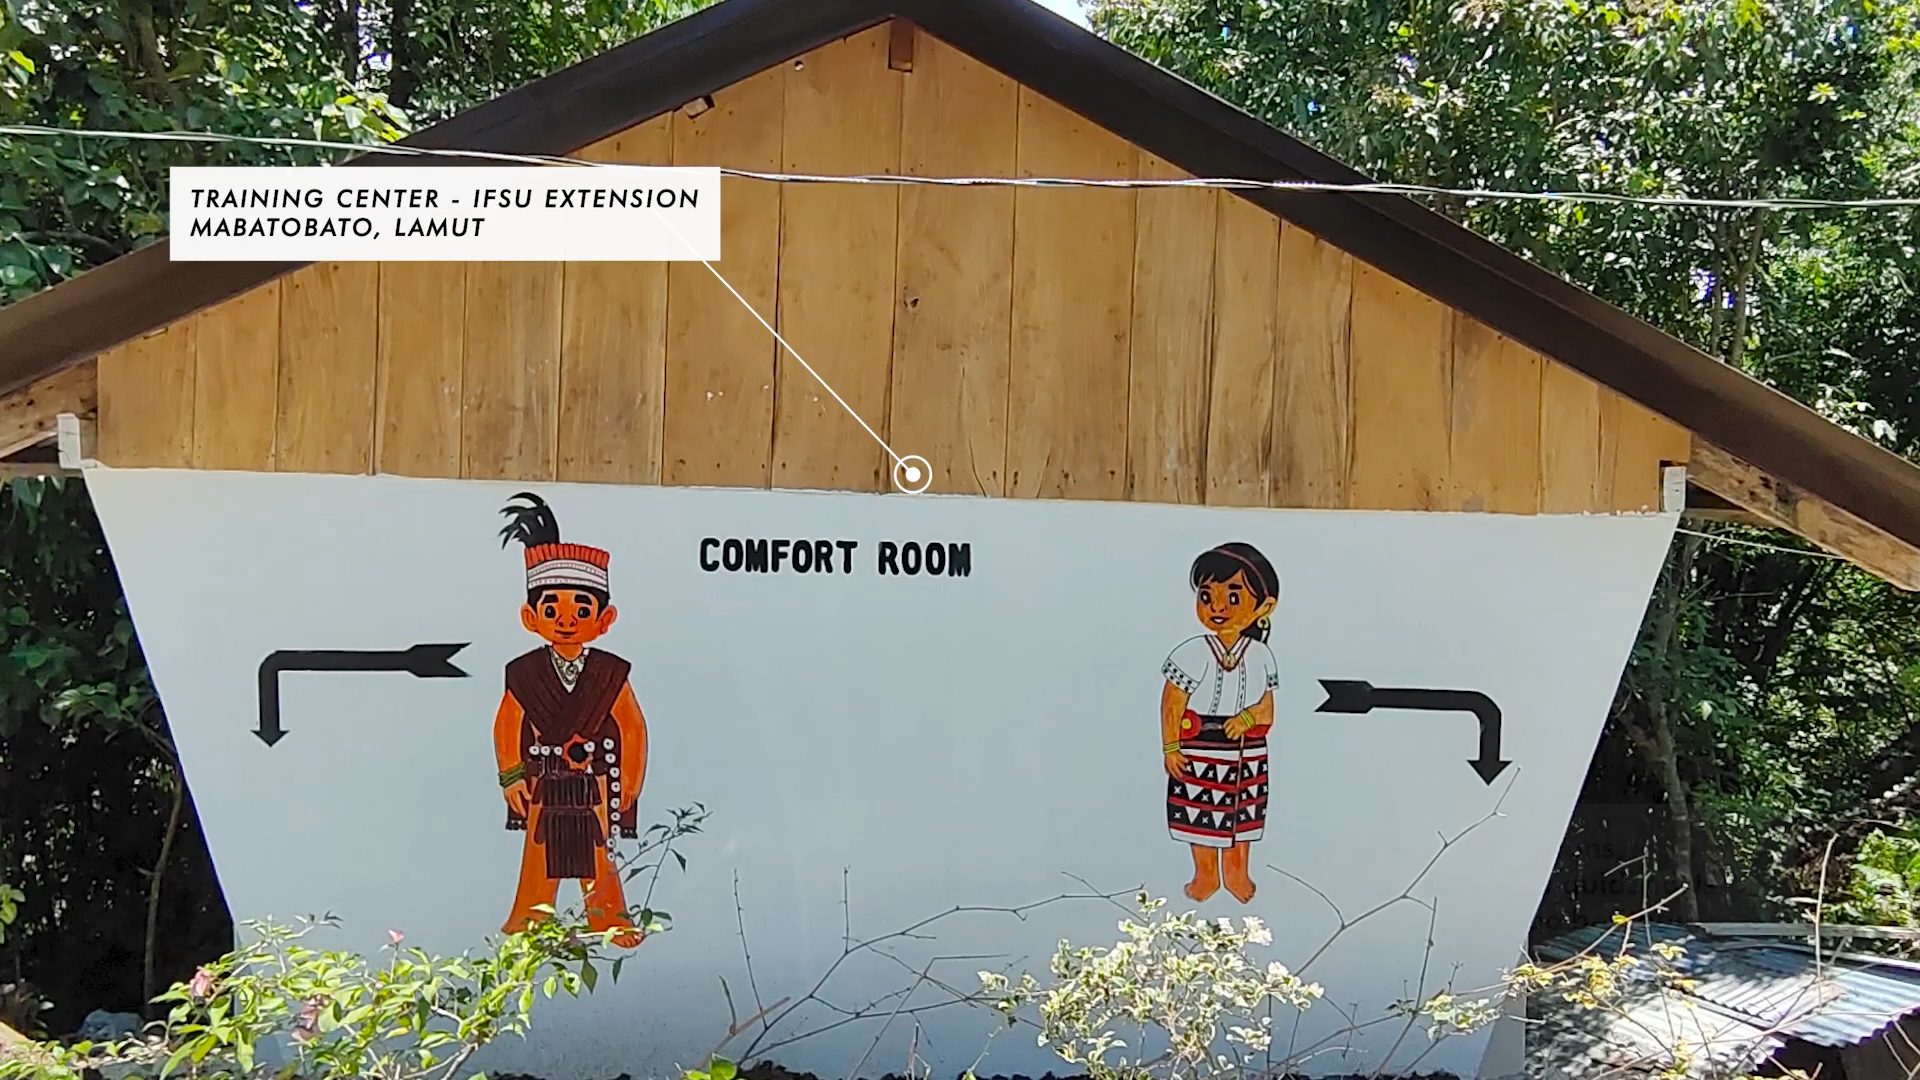 TRAINING CENTER - IFSU EXTENSION
MABATOBATO, LAMUT
COMFORT ROOM